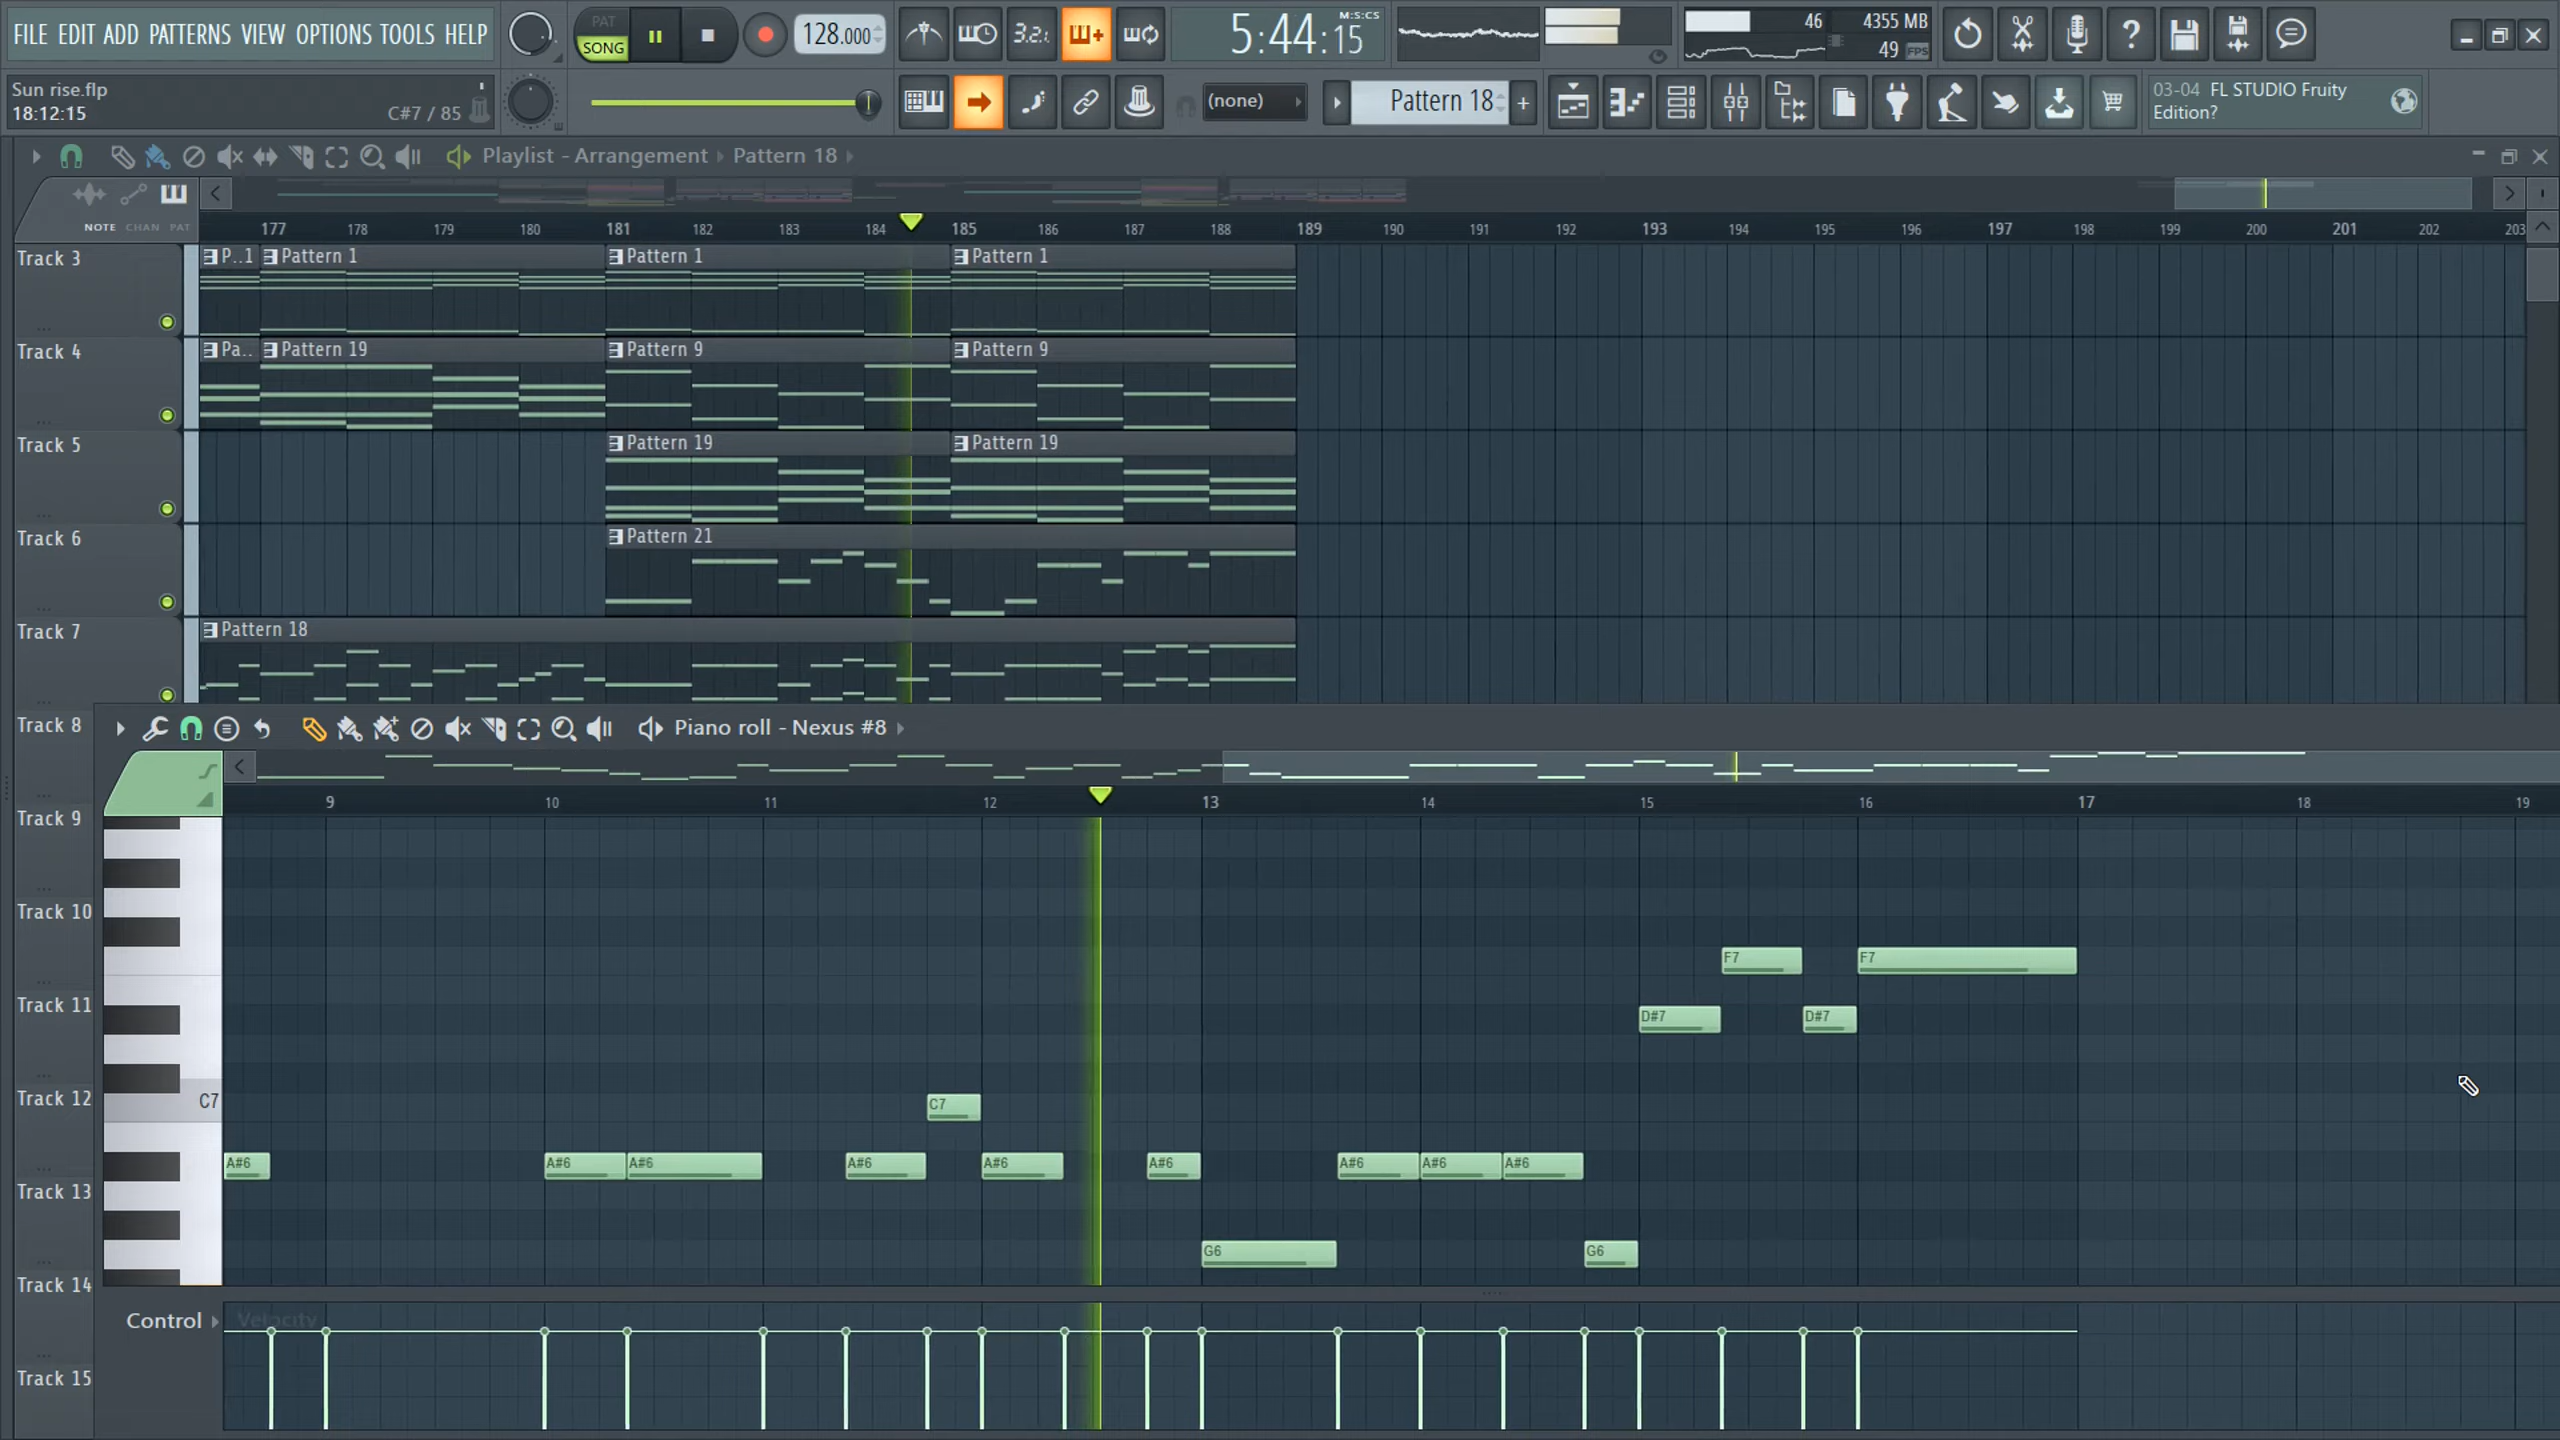 FILE EDIT ADD PATTERNS VIEW OPTIONS TOOLS HELP
PAT
SONG
128.000
3.2.
5:44:15
M:S:CS
46
4355 MB
49 FPS
Sun rise.flp
18:12:15
C#7 / 85
(none)
Pattern 18
03-04 FL STUDIO Fruity
Edition?
Playlist - Arrangement
Pattern 18
NOTE CHAN PAT
177 178 179 180 181 182 183 184 185 186 187 188 189 190 191 192 193 194 195 196 197 198 199 200 201 202 203
Track 3
P..1
Pattern 1
Pattern 1
Pattern 1
Track 4
Pa..
Pattern 19
Pattern 9
Pattern 9
Track 5
Pattern 19
Pattern 19
Track 6
Pattern 21
Track 7
Pattern 18
Track 8
Piano roll - Nexus #8
Track 9
9 10 11 12 13 14 15 16 17 18 19
Track 10
F7 F7
Track 11
D#7 D#7
Track 12
C7
C7
A#6 A#6 A#6 A#6 A#6 A#6 A#6 A#6 A#6
Track 13
G6 G6
Track 14
Control
Velocity
Track 15